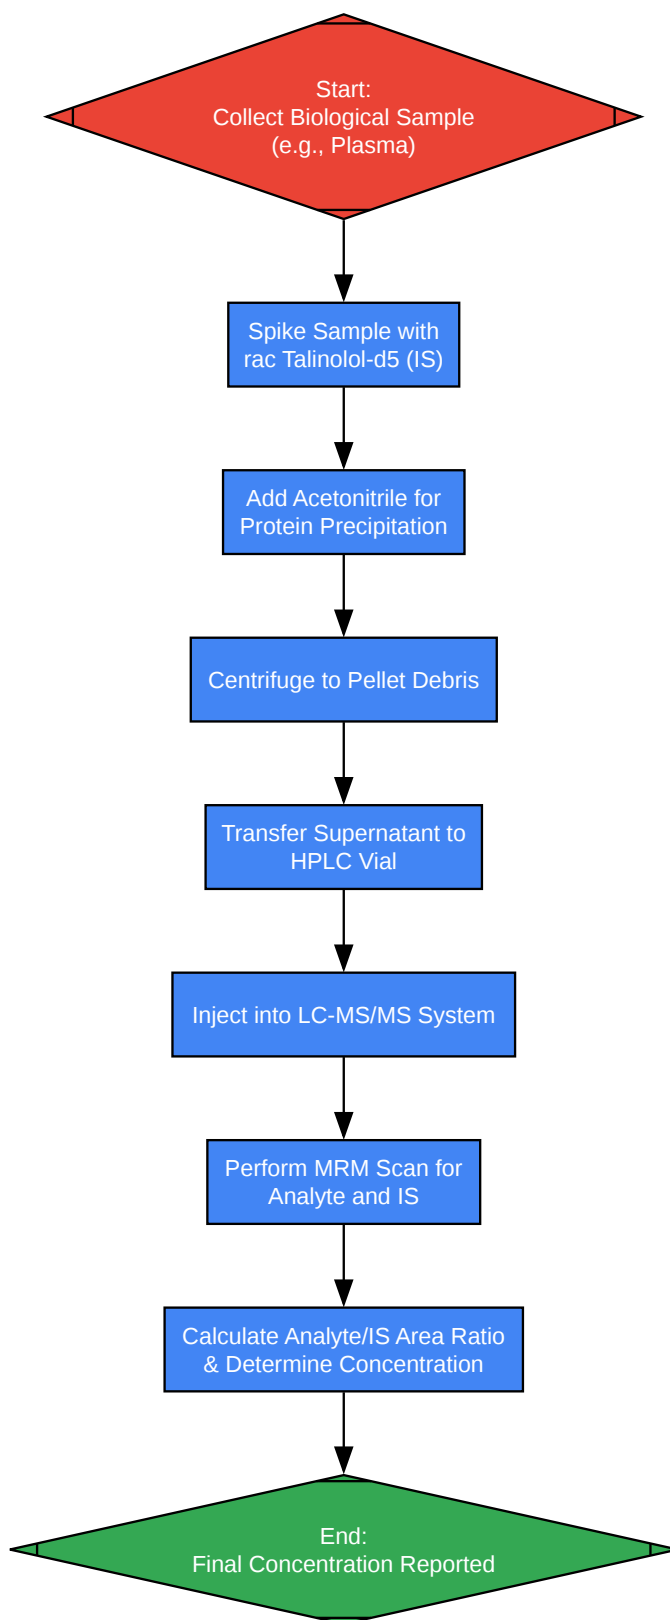 Start:
Collect Biological Sample
(e.g., Plasma)
Spike Sample with
rac Talinolol-d5 (IS)
Add Acetonitrile for
Protein Precipitation
Centrifuge to Pellet Debris
Transfer Supernatant to
HPLC Vial
Inject into LC-MS/MS System
Perform MRM Scan for
Analyte and IS
Calculate Analyte/IS Area Ratio
& Determine Concentration
End:
Final Concentration Reported